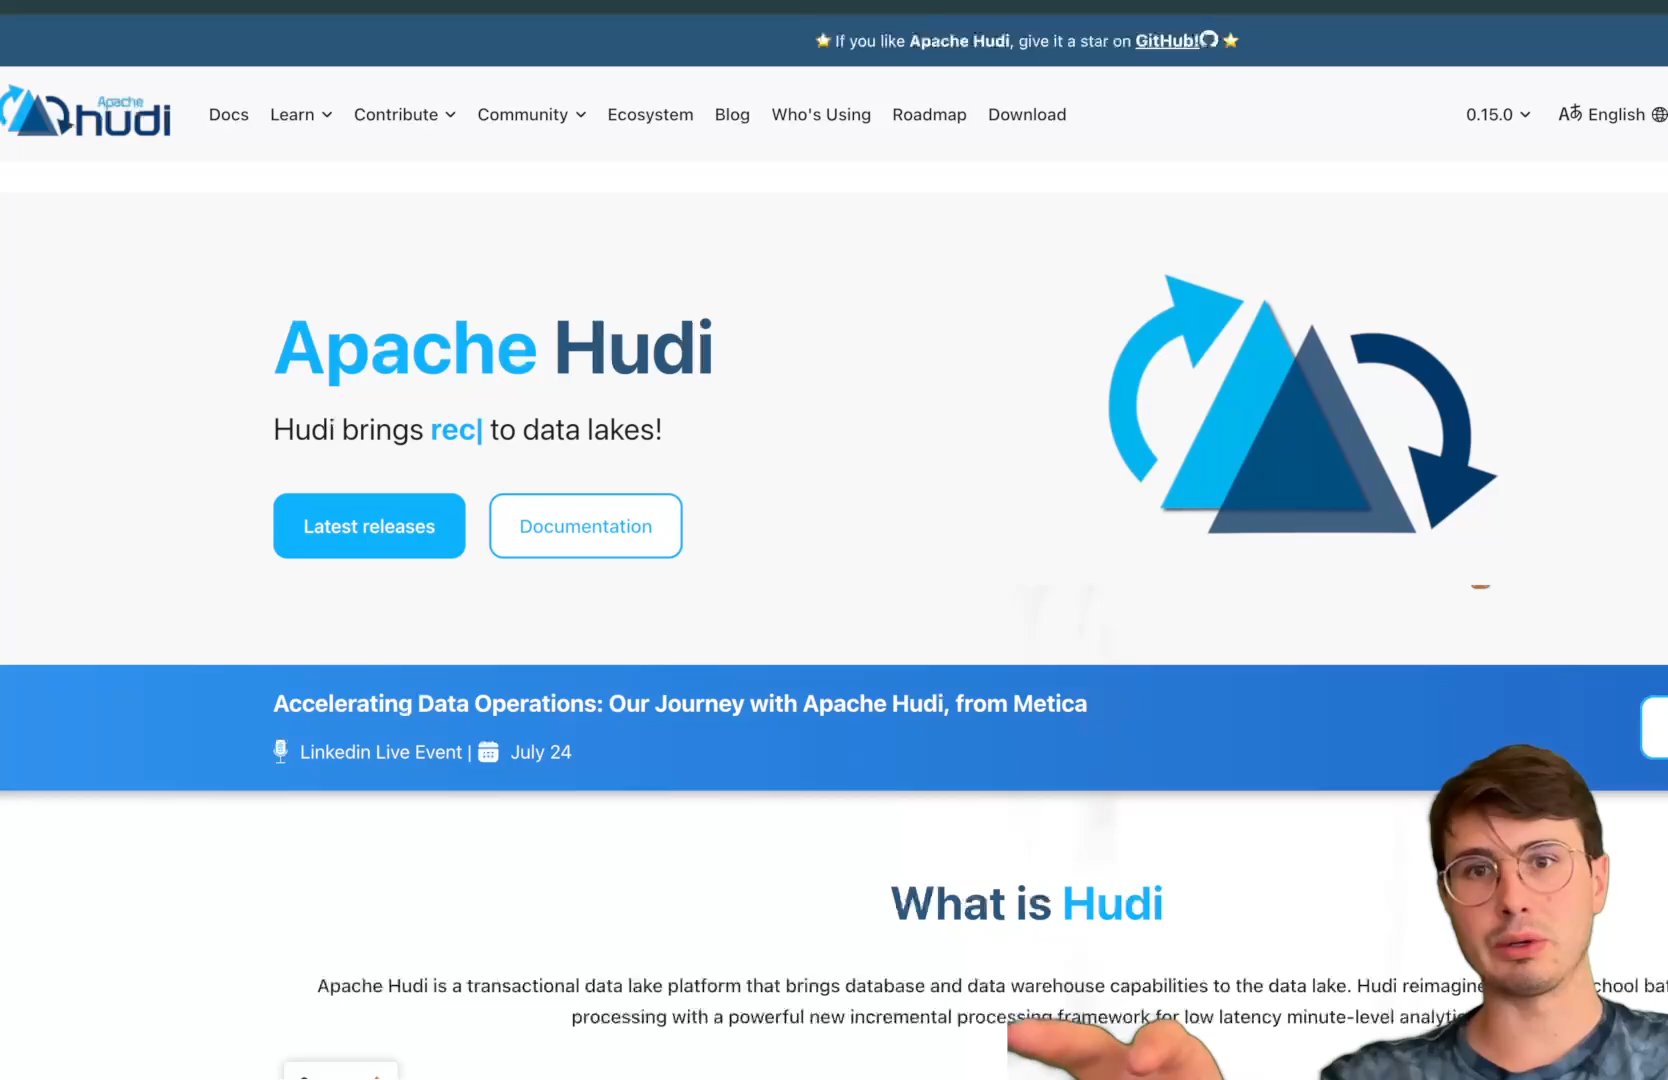 If you like Apache Hudi, give it a star on GitHub!
Apache
hudi
Docs Learn Contribute Community Ecosystem Blog Who's Using Roadmap Download 0.15.0 English
Apache Hudi
Hudi brings rec| to data lakes!
Latest releases Documentation
Accelerating Data Operations: Our Journey with Apache Hudi, from Metica
Linkedin Live Event | July 24
What is Hudi
Apache Hudi is a transactional data lake platform that brings database and data warehouse capabilities to the data lake. Hudi reimagine
processing with a powerful new incremental processing framework for low latency minute-level analytic